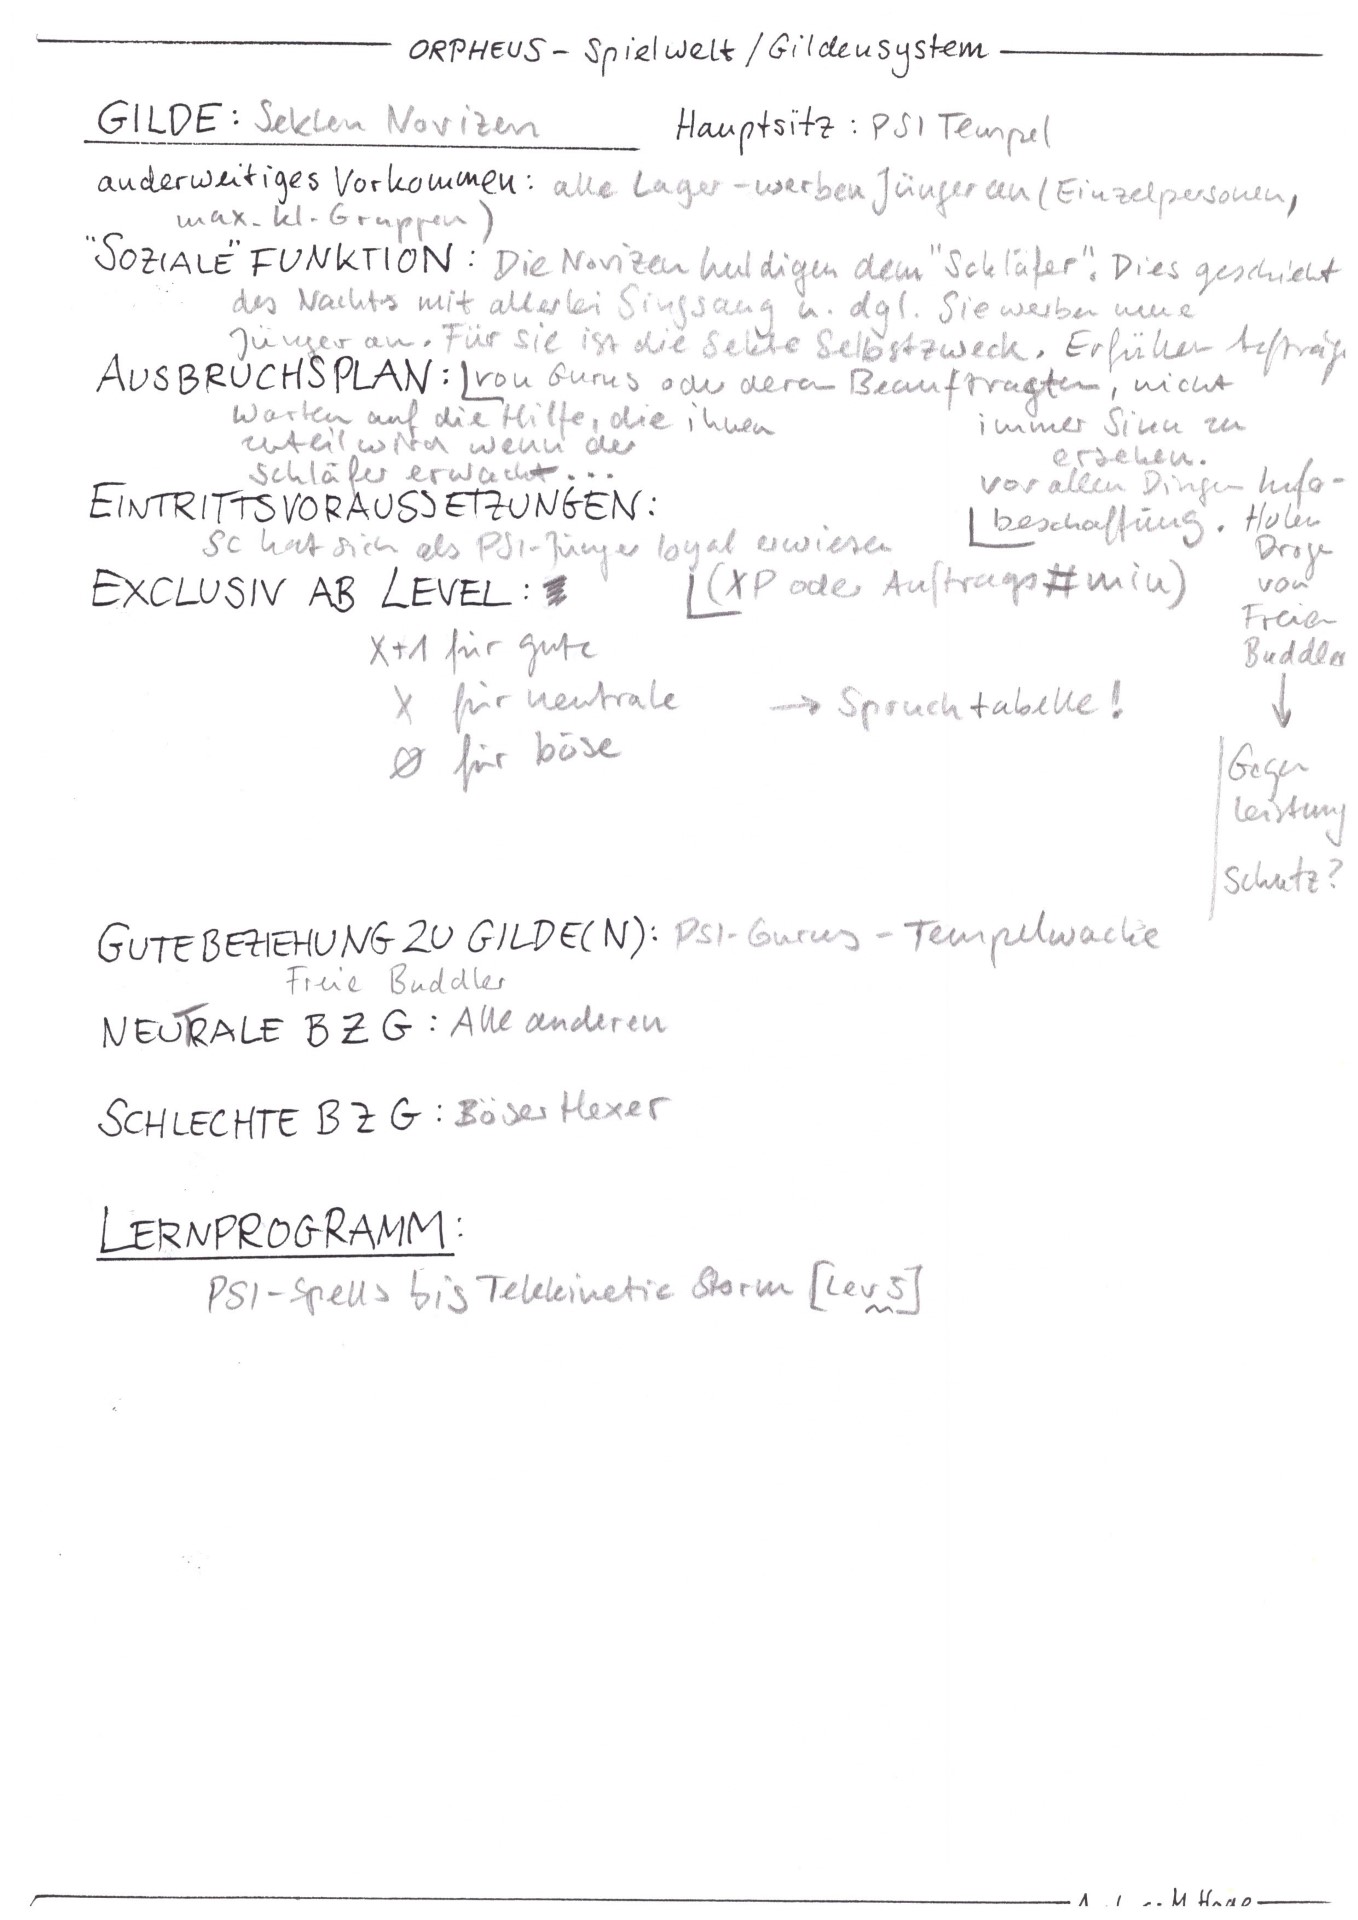 ORPHEUS - Spielwelt / Gildensystem
GILDE: Sekten Novizen
Hauptsitz: PSI Tempel
anderweitiges Vorkommen: alle Lager - werben Jünger an (Einzelpersonen,
max. kl. Gruppen)
"SOZIALE" FUNKTION: Die Novizen huldigen dem "Schläfer". Dies geschieht
des Nachts mit allerlei Singsang u. dgl. Sie werben neue
Jünger an. Für sie ist die Sekte Selbstzweck. Erfüllen
von Gurus oder deren Beauftragten, nicht
immer Sinn zu
ersehen.
vor allen Dingen Info-
beschaffung. Holen
Droge
von
Freien
Buddler
↓
Gegen
leistung
Schutz?
AUSBRUCHSPLAN:
Warten auf die Hilfe, die ihnen
zuteil wird wenn der
Schläfer erwacht...
EINTRITTSVORAUSSETZUNGEN:
SC hat sich als PSI-Jünger loyal erwiesen
(XP oder Auftrags#min)
EXCLUSIV AB LEVEL:
X+1 für gute
X für neutrale → Spruchtabelle!
Ø für böse
GUTE BEZIEHUNG ZU GILDE(N): PSI-Gurus - Tempelwache
Freie Buddler
NEUTRALE BZG: Alle anderen
SCHLECHTE BZG: Böser Hexer
LERNPROGRAMM:
PSI-Spells bis Telekinetic Storm [Lev 5]